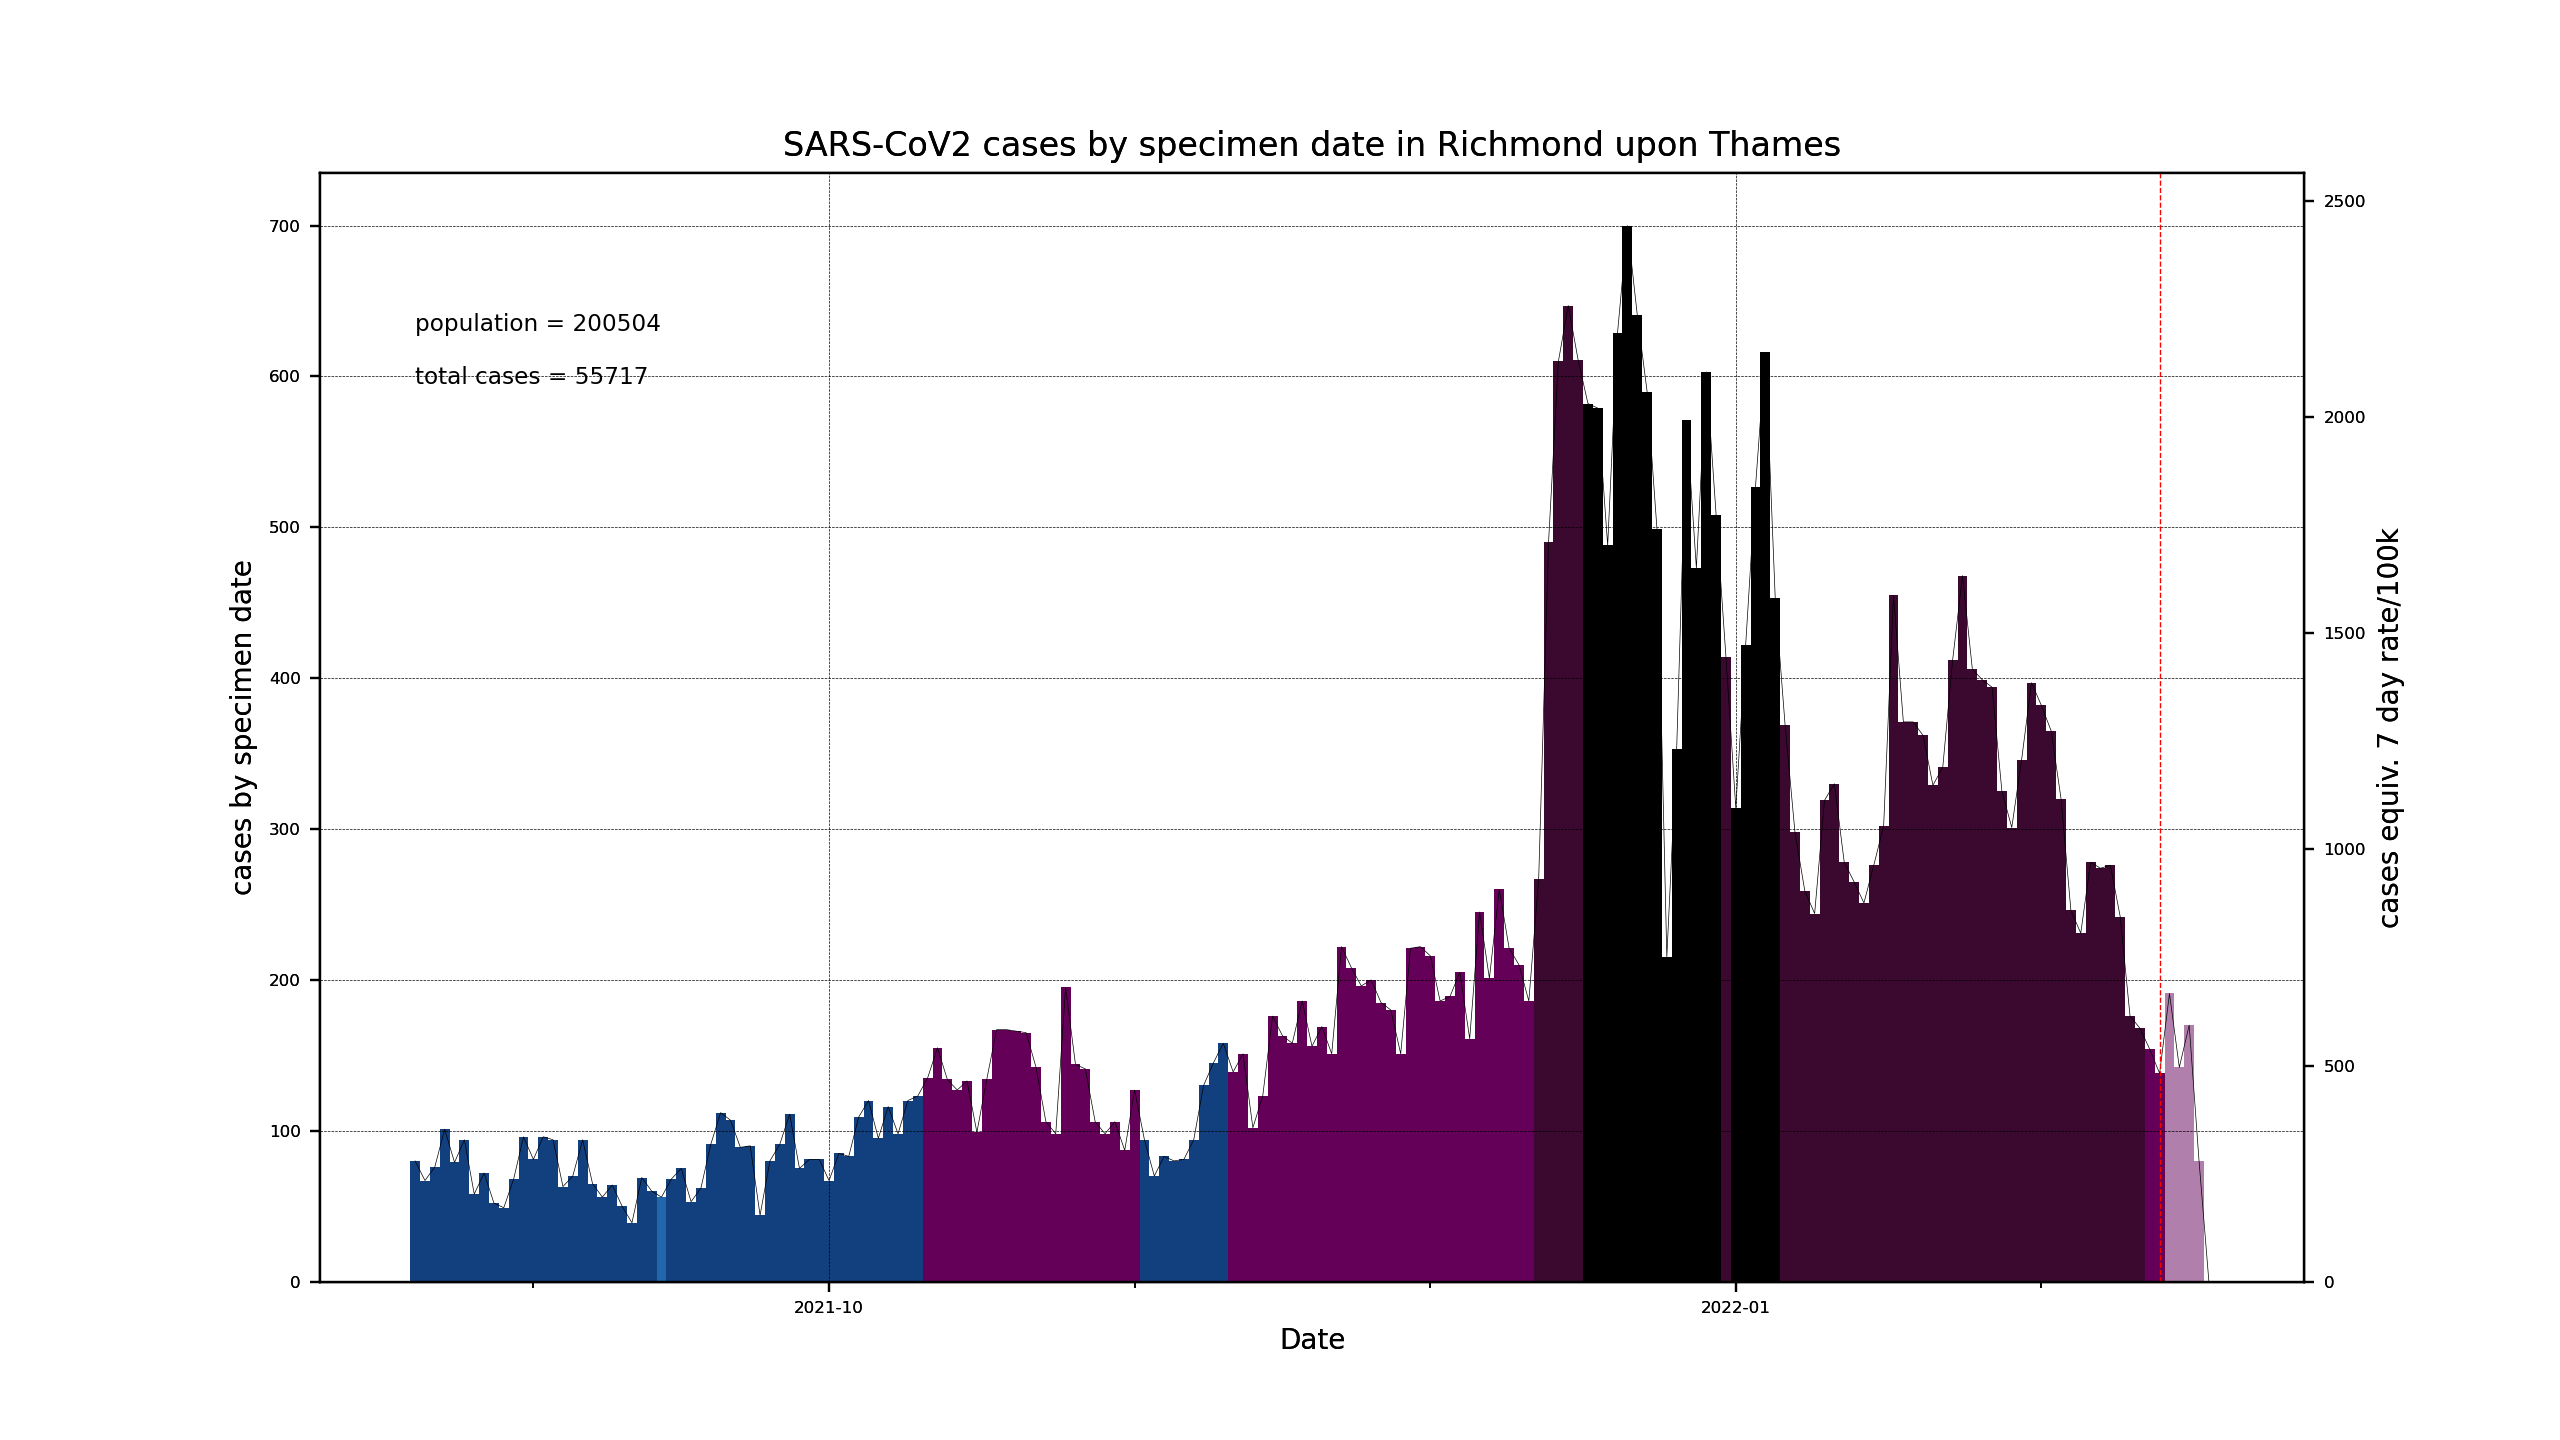 SARS-CoV2 cases by specimen date in Richmond upon Thames
population = 200504
total cases = 55717
cases by specimen date
700
600
500
400
300
200
100
0
2500
2000
1500
1000
500
0
cases equiv. 7 day rate/100k
2021-10
2022-01
Date